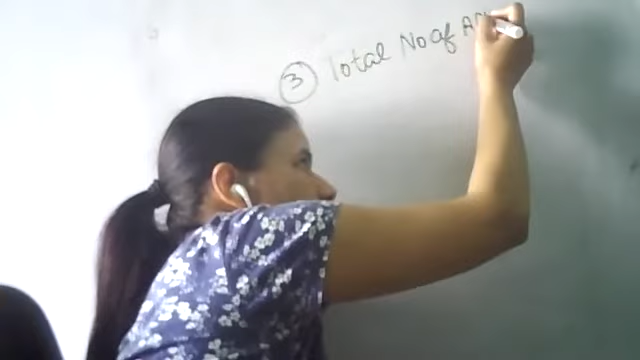 ③ Total No of